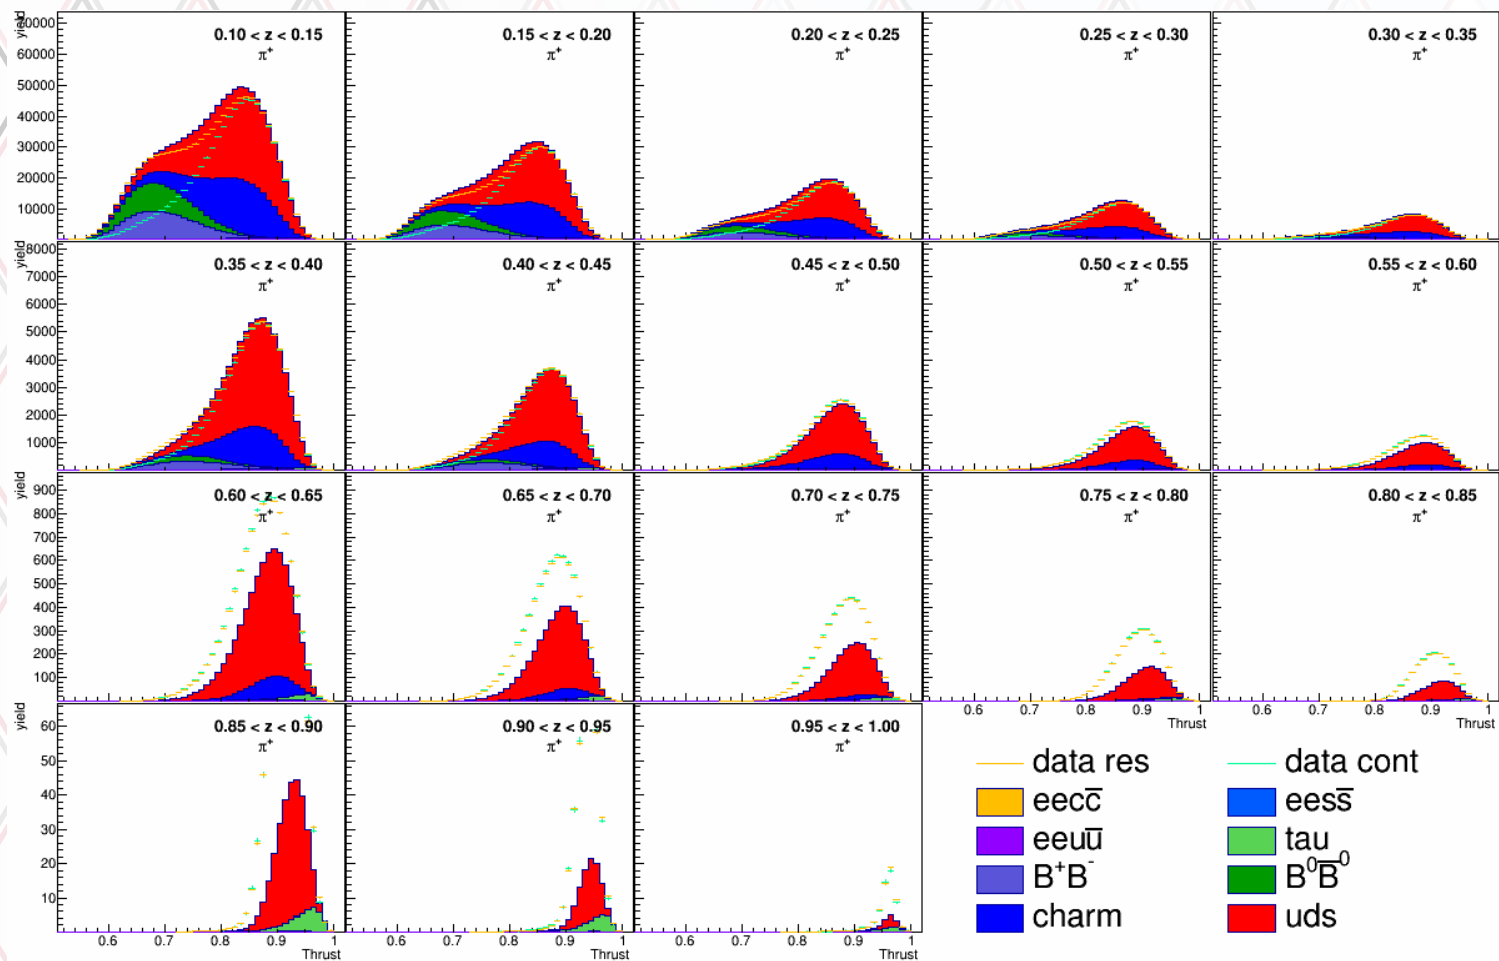 yield
0.10 < z < 0.15 0.15 < z < 0.20 0.20 < z < 0.25 0.25 < z < 0.30 0.30 < z < 0.35
π⁺ π⁺ π⁺ π⁺ π⁺
70000
60000
50000
40000
30000
20000
10000
yield
0.35 < z < 0.40 0.40 < z < 0.45 0.45 < z < 0.50 0.50 < z < 0.55 0.55 < z < 0.60
π⁺ π⁺ π⁺ π⁺ π⁺
8000
7000
6000
5000
4000
3000
2000
1000
yield
0.60 < z < 0.65 0.65 < z < 0.70 0.70 < z < 0.75 0.75 < z < 0.80 0.80 < z < 0.85
π⁺ π⁺ π⁺ π⁺ π⁺
900
800
700
600
500
400
300
200
100
0.6 0.7 0.8 0.9 1 0.6 0.7 0.8 0.9 1
Thrust Thrust
yield
0.85 < z < 0.90 0.90 < z < 0.95 0.95 < z < 1.00
π⁺ π⁺ π⁺
60
50
40
30
20
10
0.6 0.7 0.8 0.9 1 0.6 0.7 0.8 0.9 1 0.6 0.7 0.8 0.9 1
Thrust Thrust Thrust
data res data cont
eecc̅ eess̅
eeuu̅ tau
B⁺B⁻ B⁰B̅⁰
charm uds